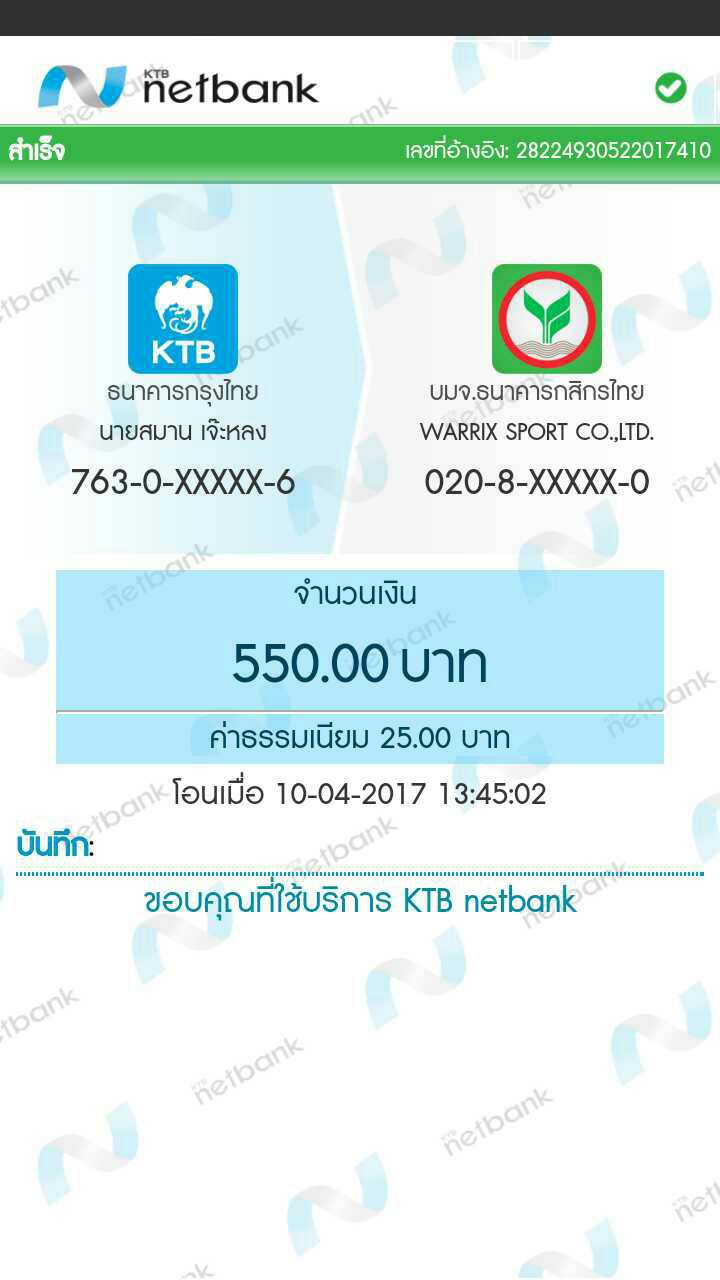 KTB
netbank
สำเร็จ
เลขที่อ้างอิง: 28224930522017410
KTB
ธนาคารกรุงไทย
นายสมาน เจ๊ะหลง
763-0-XXXXX-6
บมจ.ธนาคารกสิกรไทย
WARRIX SPORT CO.,LTD.
020-8-XXXXX-0
จำนวนเงิน
550.00 บาท
ค่าธรรมเนียม 25.00 บาท
โอนเมื่อ 10-04-2017 13:45:02
บันทึก:
ขอบคุณที่ใช้บริการ KTB netbank